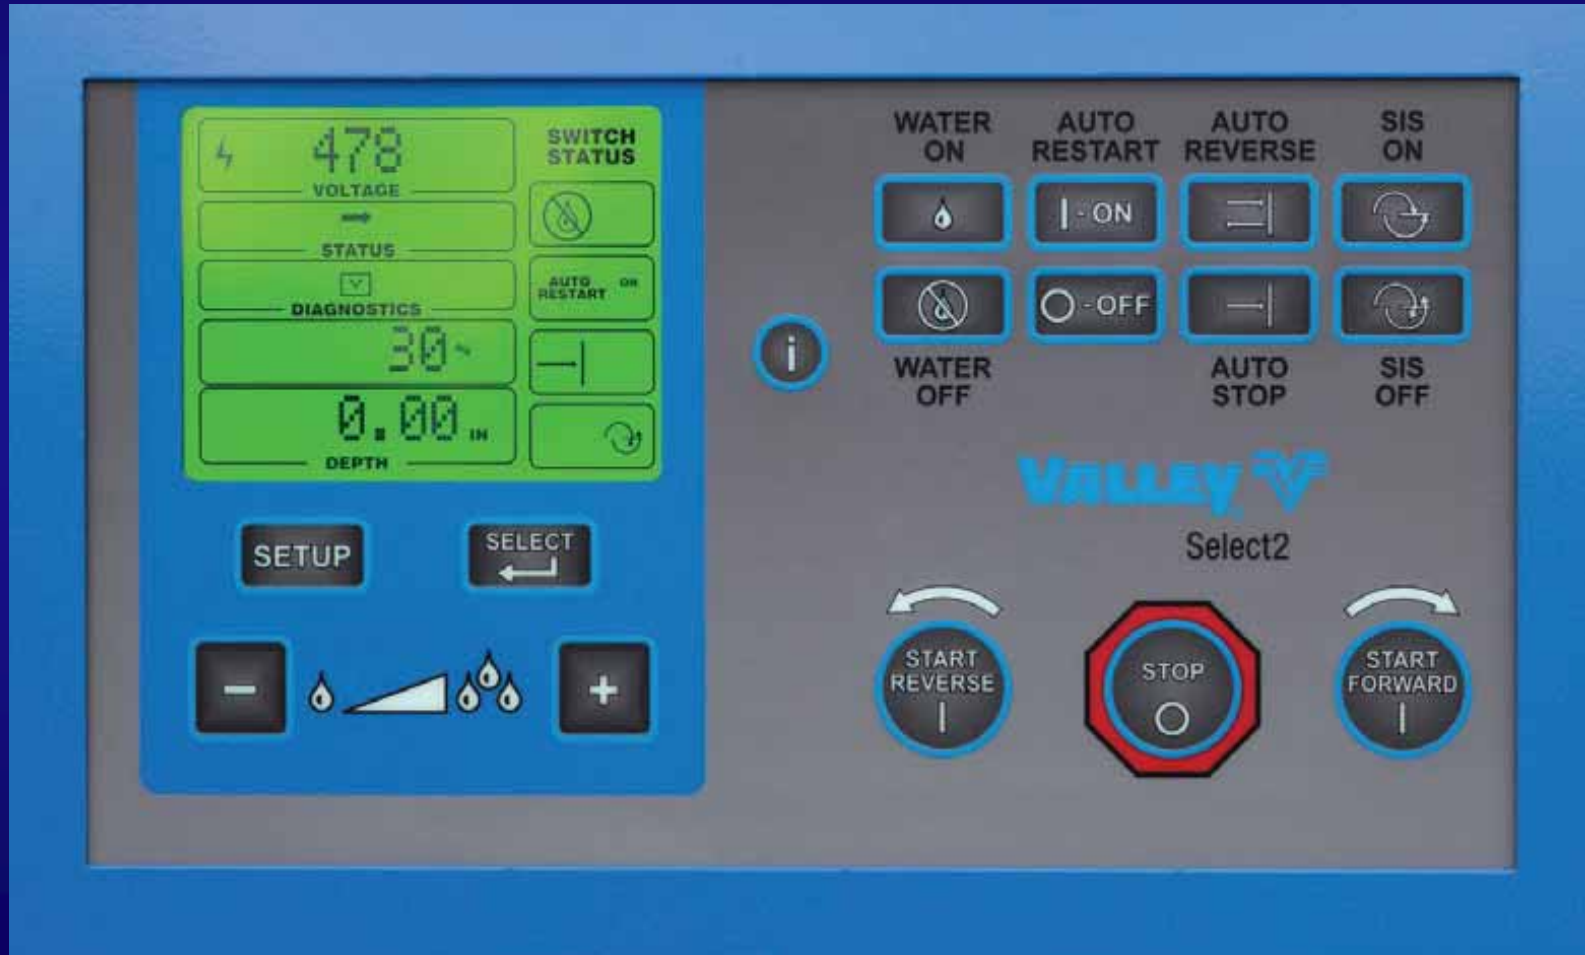 478
VOLTAGE
STATUS
DIAGNOSTICS
30 %
0.00 IN
DEPTH
SWITCH
STATUS
AUTO ON
RESTART
SETUP
SELECT
-
+
i
WATER
ON
AUTO
RESTART
AUTO
REVERSE
SIS
ON
I - ON
O - OFF
WATER
OFF
AUTO
STOP
SIS
OFF
VALLEY
Select2
START
REVERSE
I
STOP
O
START
FORWARD
I